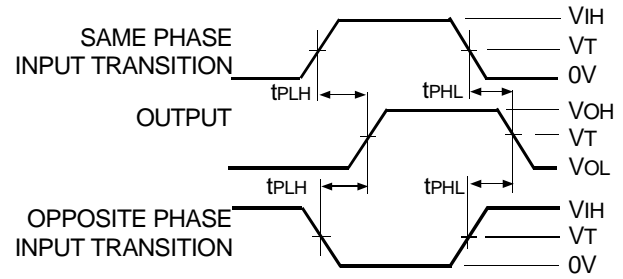 SAME PHASE
INPUT TRANSITION
VIH
VT
0V
tPLH
tPHL
OUTPUT
VOH
VT
VOL
tPLH
tPHL
OPPOSITE PHASE
INPUT TRANSITION
VIH
VT
0V